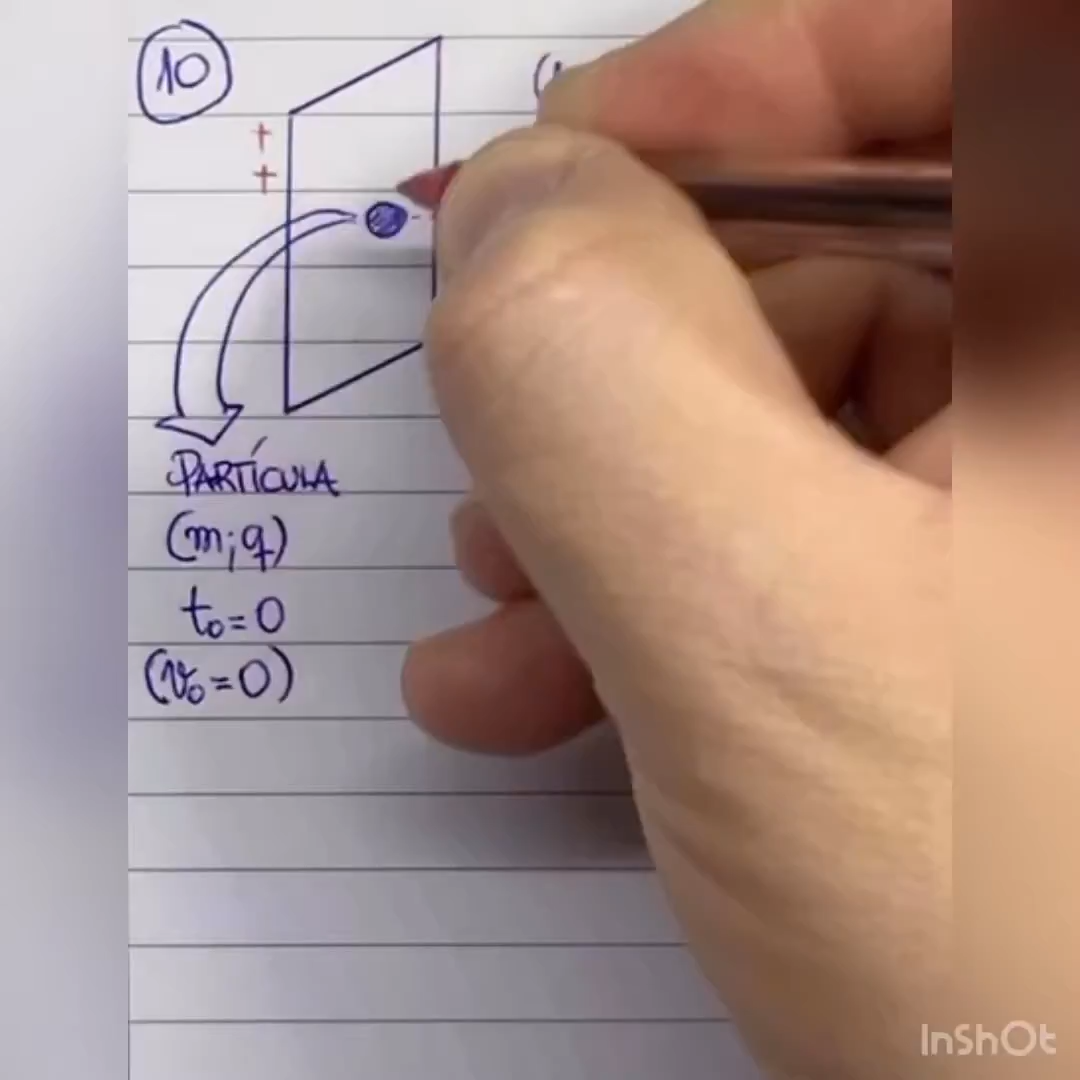 10
+
+
PARTÍCULA
(m;q)
t₀=0
(v₀=0)
InShOt